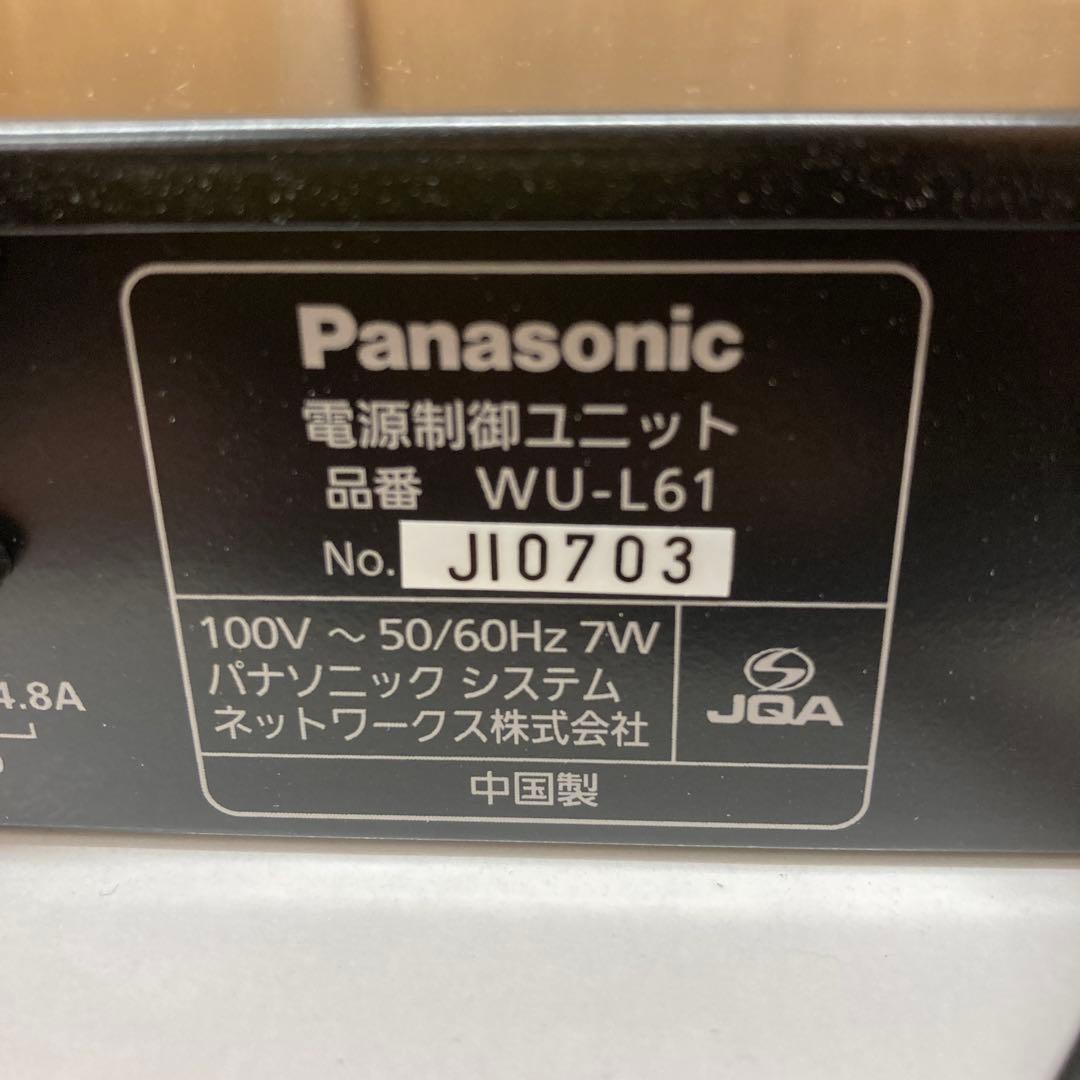 Panasonic
電源制御ユニット
品番 WU-L61
No. JI0703
100V ～ 50/60Hz 7W
パナソニック システム
ネットワークス株式会社
JQA
中国製
4.8A